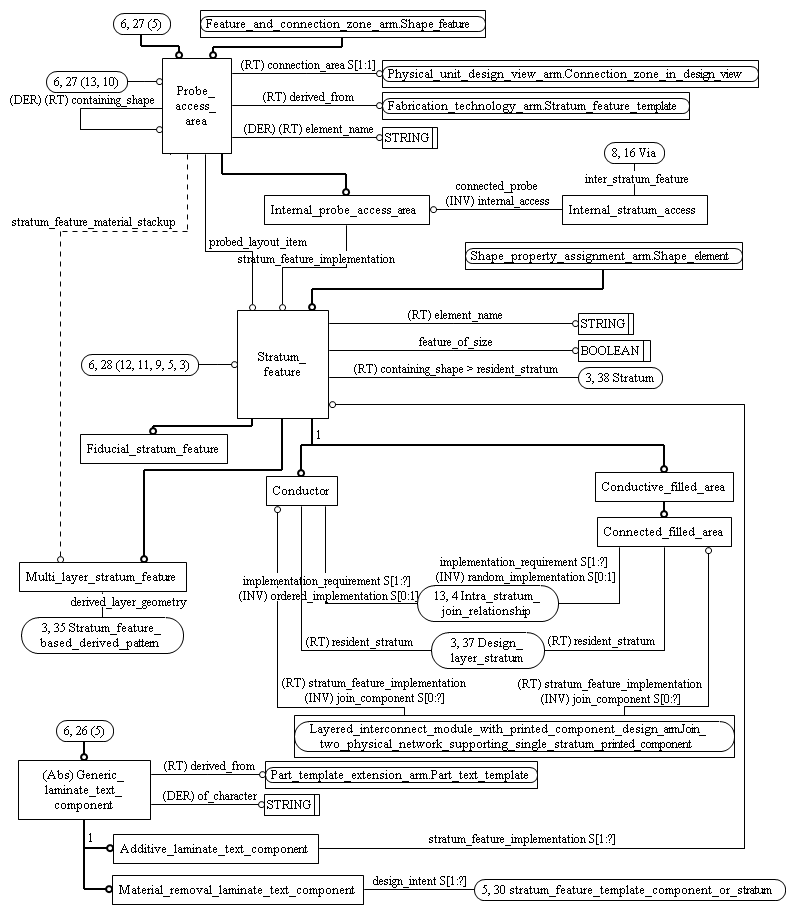 6, 27 (5)
Feature_and_connection_zone_arm.Shape_feature
6, 27 (13, 10)
(DER) (RT) containing_shape
Probe_
access_
area
(RT) connection_area S[1:1]
Physical_unit_design_view_arm.Connection_zone_in_design_view
(RT) derived_from
Fabrication_technology_arm.Stratum_feature_template
(DER) (RT) element_name
STRING
8, 16 Via
inter_stratum_feature
connected_probe
(INV) internal_access
Internal_probe_access_area
Internal_stratum_access
stratum_feature_material_stackup
probed_layout_item
stratum_feature_implementation
Shape_property_assignment_arm.Shape_element
(RT) element_name
STRING
feature_of_size
BOOLEAN
Stratum_
feature
6, 28 (12, 11, 9, 5, 3)
(RT) containing_shape > resident_stratum
3, 38 Stratum
Fiducial_stratum_feature
1
Conductor
Conductive_filled_area
Connected_filled_area
Multi_layer_stratum_feature
derived_layer_geometry
3, 35 Stratum_feature_
based_derived_pattern
implementation_requirement S[1:?]
(INV) ordered_implementation S[0:1]
implementation_requirement S[1:?]
(INV) random_implementation S[0:1]
13, 4 Intra_stratum_
join_relationship
(RT) resident_stratum
3, 37 Design_
layer_stratum
(RT) resident_stratum
(RT) stratum_feature_implementation
(INV) join_component S[0:?]
(RT) stratum_feature_implementation
(INV) join_component S[0:?]
Layered_interconnect_module_with_printed_component_design_armJoin_
two_physical_network_supporting_single_stratum_printed_component
6, 26 (5)
(Abs) Generic_
laminate_text_
component
(RT) derived_from
Part_template_extension_arm.Part_text_template
(DER) of_character
STRING
1
Additive_laminate_text_component
stratum_feature_implementation S[1:?]
Material_removal_laminate_text_component
design_intent S[1:?]
5, 30 stratum_feature_template_component_or_stratum